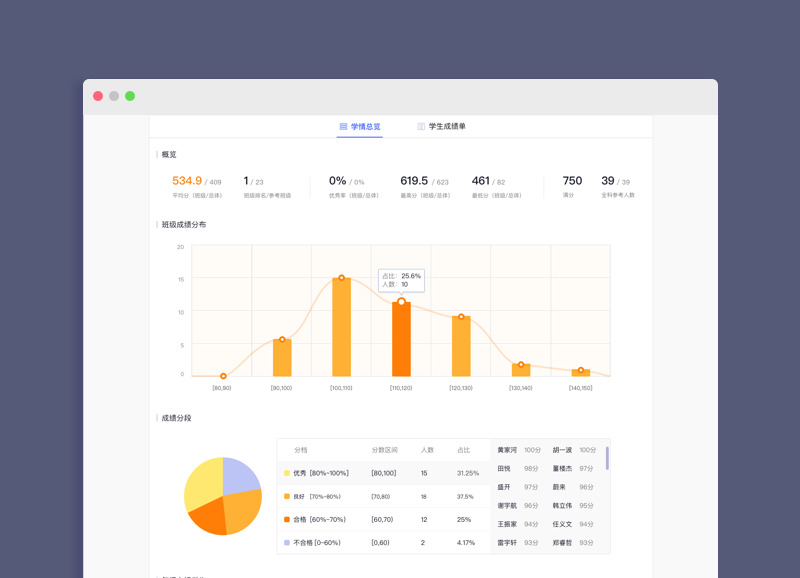 学情总览 学生成绩单
概览
534.9 / 409 1 / 23 0% / 0% 619.5 / 623 461 / 82 750 39 / 39
平均分（班级/总体） 班级排名/参考班级 优秀率（班级/总体） 最高分（班级/总体） 最低分（班级/总体） 满分 全科参考人数
班级成绩分布
20
15
10
5
0
占比: 25.6%
人数: 10
[80,90) [90,100) [100,110) [110,120) [120,130) [130,140) [140,150]
成绩分段
分档 分数区间 人数 占比
优秀 [80%~100%] [80,100] 15 31.25%
良好 [70%~80%) [70,80) 18 37.5%
合格 [60%~70%) [60,70) 12 25%
不合格 [0-60%) [0,60) 2 4.17%
黄家河 100分 胡一波 100分
田悦 98分 董楼杰 97分
盛开 97分 蔚来 96分
谢宇航 96分 韩立伟 95分
王振家 94分 任义文 94分
雷宇轩 93分 郑睿哲 93分